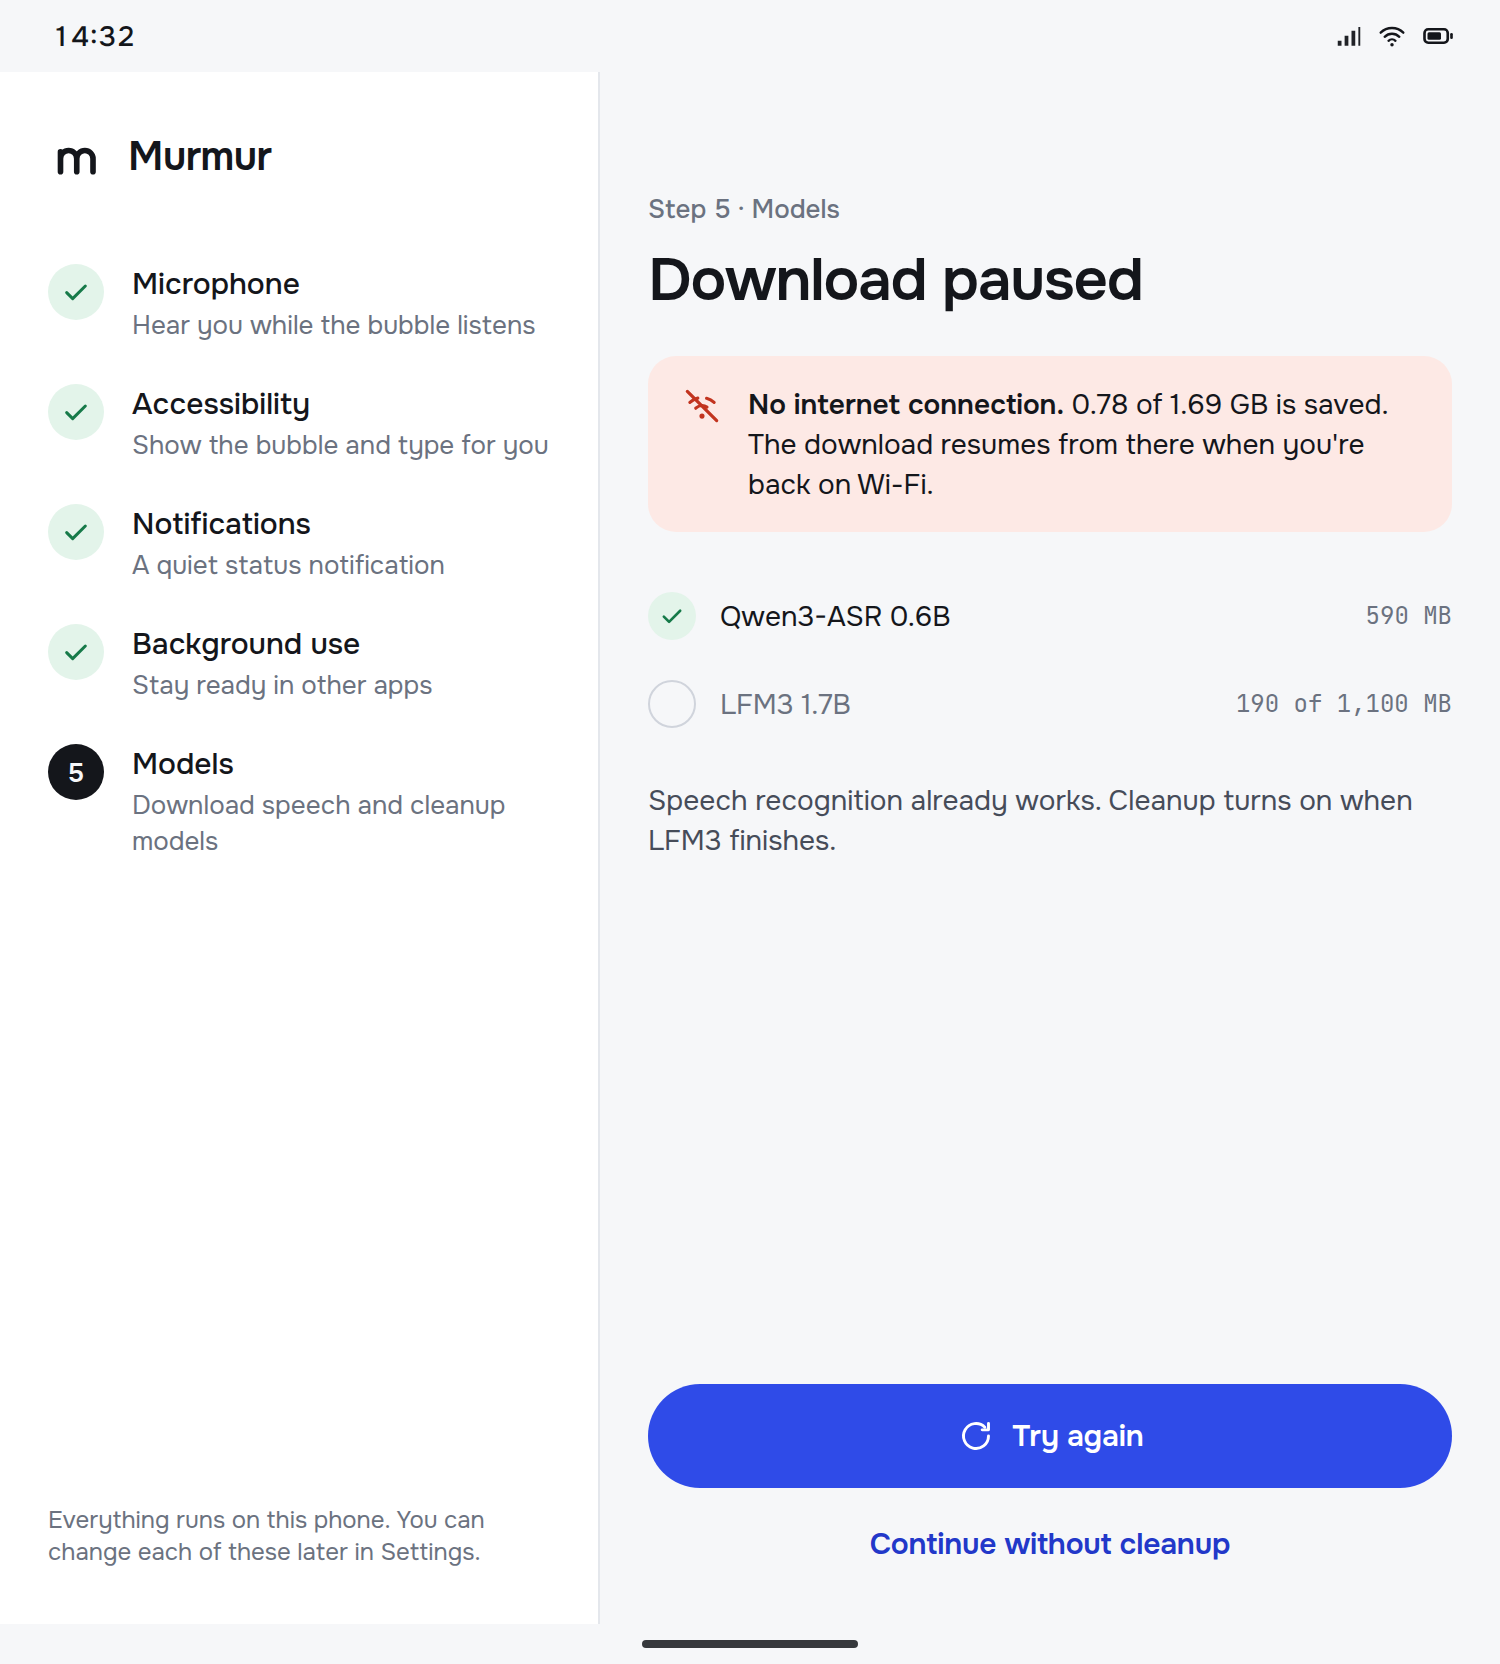 14:32
m Murmur
Microphone
Hear you while the bubble listens
Accessibility
Show the bubble and type for you
Notifications
A quiet status notification
Background use
Stay ready in other apps
5 Models
Download speech and cleanup
models
Everything runs on this phone. You can
change each of these later in Settings.
Step 5 · Models
Download paused
No internet connection. 0.78 of 1.69 GB is saved.
The download resumes from there when you're
back on Wi-Fi.
Qwen3-ASR 0.6B 590 MB
LFM3 1.7B 190 of 1,100 MB
Speech recognition already works. Cleanup turns on when
LFM3 finishes.
Try again
Continue without cleanup